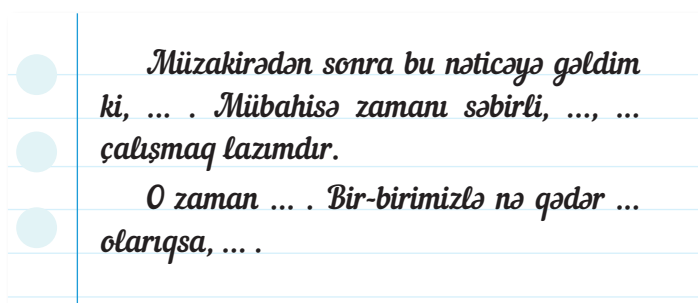 Müzakirədən sonra bu nəticəyə gəldim
ki, ... . Mübahisə zamanı səbirli, ..., ...
çalışmaq lazımdır.
O zaman ... . Bir-birimizlə nə qədər ...
olarıqsa, ... .